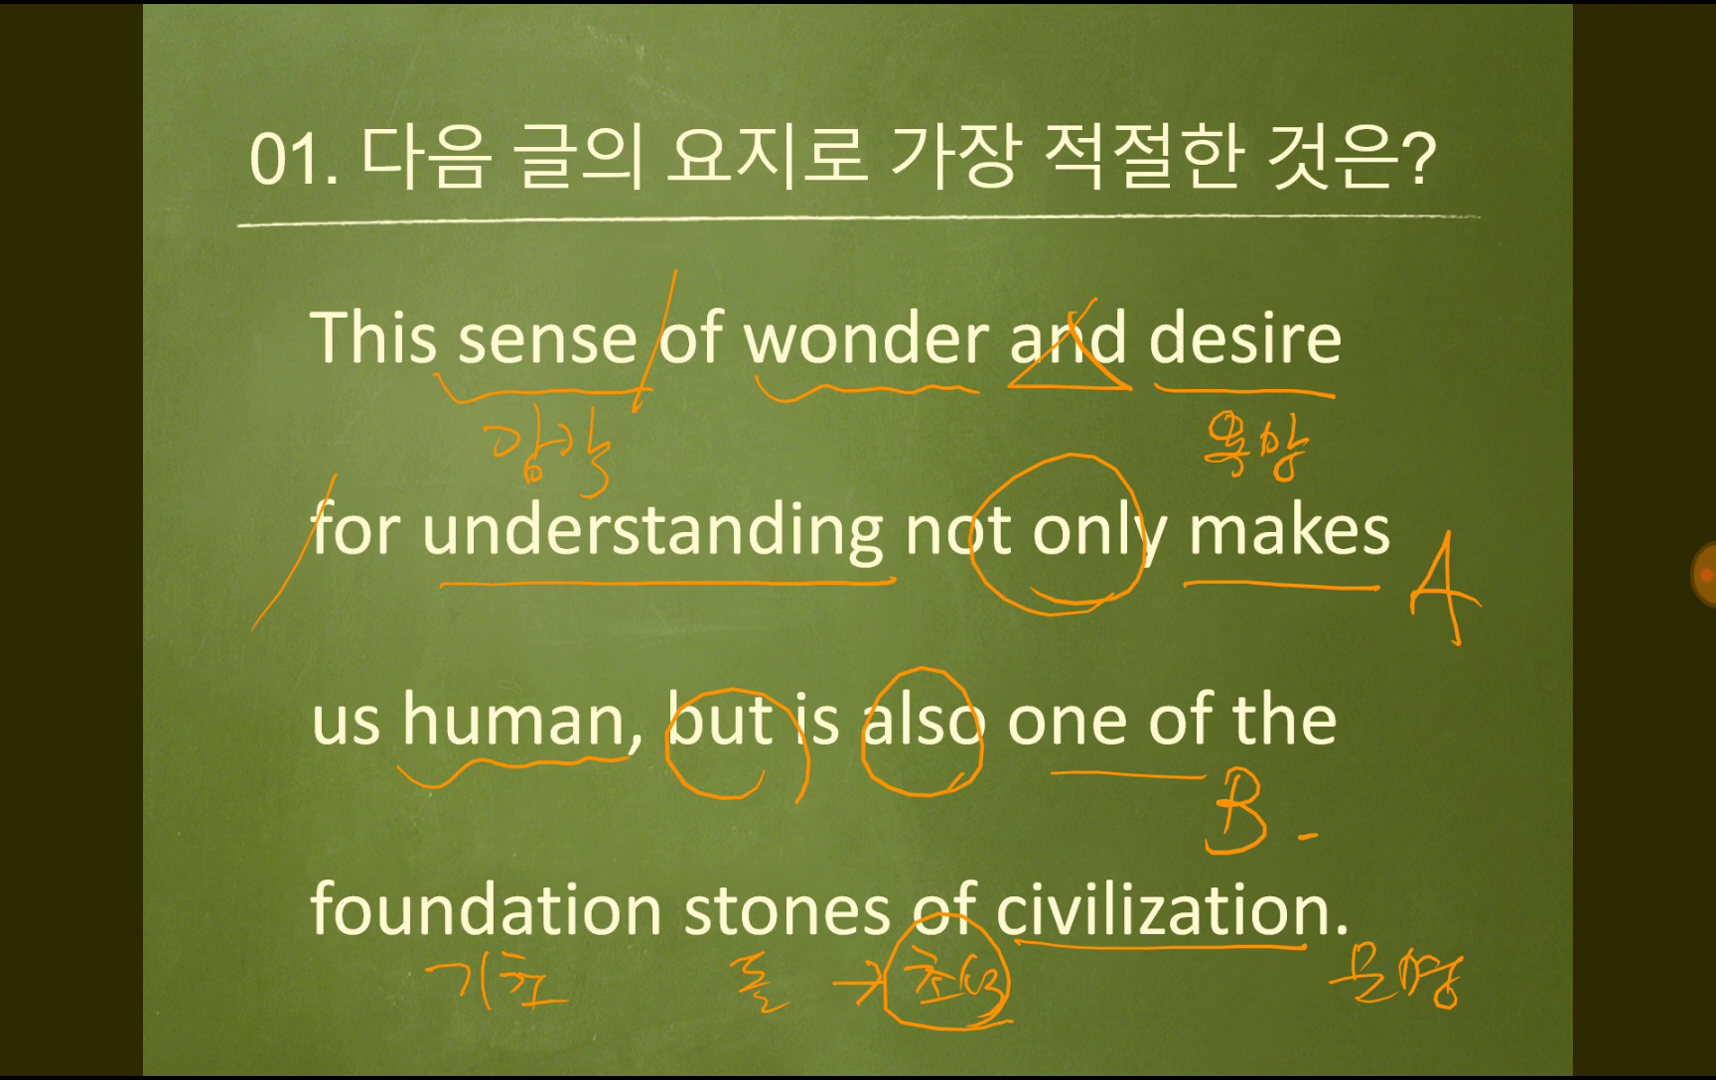 01. 다음 글의 요지로 가장 적절한 것은?
This sense of wonder and desire
감각 욕망
for understanding not only makes
A
us human, but is also one of the
B
foundation stones of civilization.
기초 돌 → 초석 문명